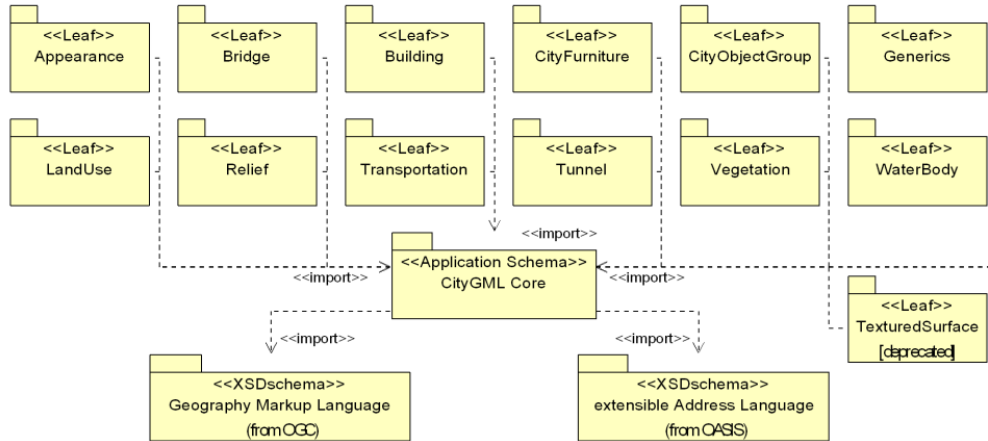 <<Leaf>>
Appearance
<<Leaf>>
Bridge
<<Leaf>>
Building
<<Leaf>>
CityFurniture
<<Leaf>>
CityObjectGroup
<<Leaf>>
Generics
<<Leaf>>
LandUse
<<Leaf>>
Relief
<<Leaf>>
Transportation
<<Leaf>>
Tunnel
<<Leaf>>
Vegetation
<<Leaf>>
WaterBody
<<import>>
<<Application Schema>>
CityGML Core
<<import>>
<<import>>
<<Leaf>>
TexturedSurface
[deprecated]
<<import>>
<<import>>
<<XSDschema>>
Geography Markup Language
(from OGC)
<<XSDschema>>
extensible Address Language
(from OASIS)